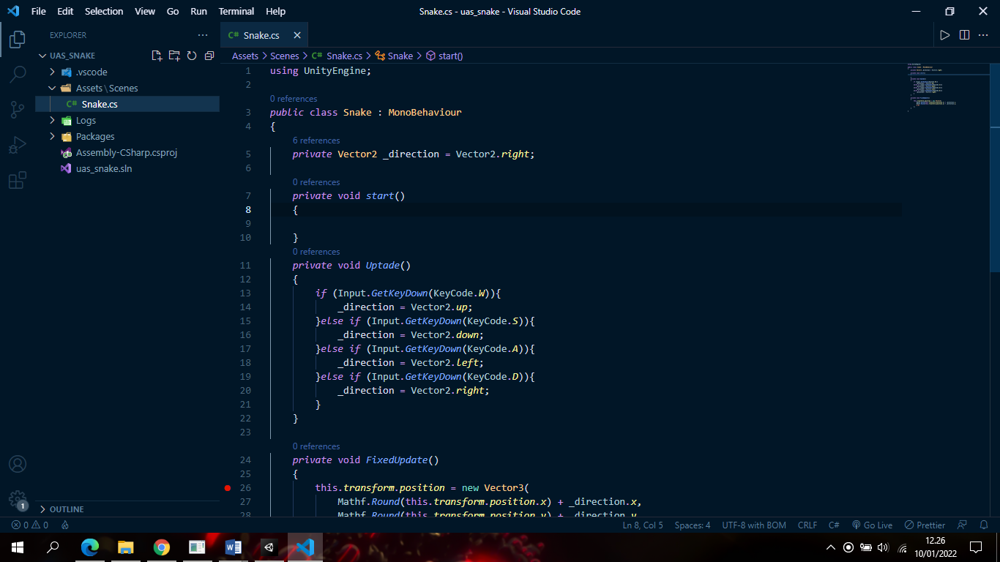 File Edit Selection View Go Run Terminal Help
Snake.cs - uas_snake - Visual Studio Code
EXPLORER
UAS_SNAKE
.vscode
Assets\Scenes
C# Snake.cs
Logs
Packages
Assembly-CSharp.csproj
uas_snake.sln
OUTLINE
1
C# Snake.cs
Assets > Scenes > C# Snake.cs > Snake > start()
1 using UnityEngine;
2
0 references
3 public class Snake : MonoBehaviour
4 {
6 references
5 private Vector2 _direction = Vector2.right;
6
0 references
7 private void start()
8 {
9
10 }
0 references
11 private void Uptade()
12 {
13 if (Input.GetKeyDown(KeyCode.W)){
14 _direction = Vector2.up;
15 }else if (Input.GetKeyDown(KeyCode.S)){
16 _direction = Vector2.down;
17 }else if (Input.GetKeyDown(KeyCode.A)){
18 _direction = Vector2.left;
19 }else if (Input.GetKeyDown(KeyCode.D)){
20 _direction = Vector2.right;
21 }
22 }
23
0 references
24 private void FixedUpdate()
25 {
26 this.transform.position = new Vector3(
27 Mathf.Round(this.transform.position.x) + _direction.x,
28 Mathf.Round(this.transform.position.y) + _direction.y
0 0
Ln 8, Col 5 Spaces: 4 UTF-8 with BOM CRLF C# Go Live Prettier
12.26
10/01/2022